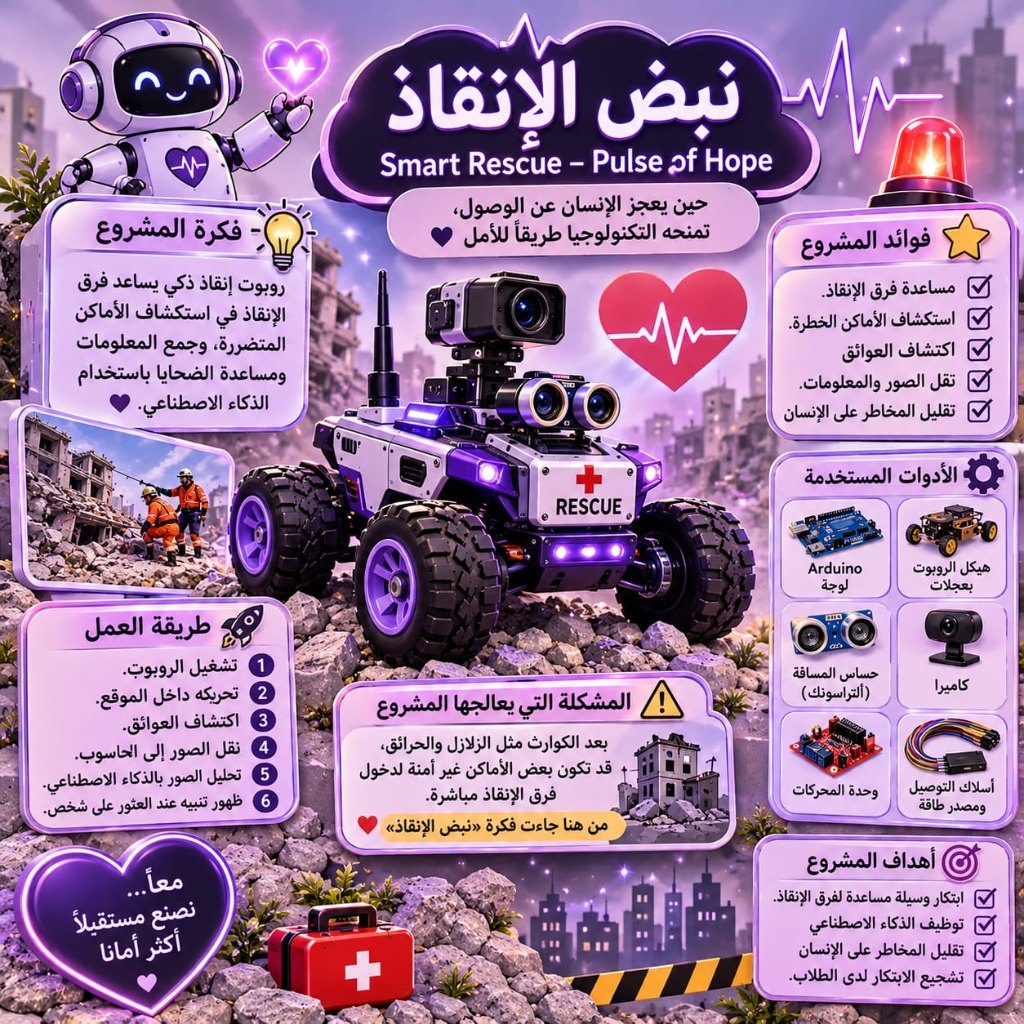 نبض الإنقاذ
Smart Rescue – Pulse of Hope
حين يعجز الإنسان عن الوصول،
تمنحه التكنولوجيا طريقاً للأمل
فكرة المشروع
روبوت إنقاذ ذكي يساعد فرق
الإنقاذ في استكشاف الأماكن
المتضررة، وجمع المعلومات
ومساعدة الضحايا باستخدام
الذكاء الاصطناعي.
فوائد المشروع
مساعدة فرق الإنقاذ.
استكشاف الأماكن الخطرة.
اكتشاف العوائق
نقل الصور والمعلومات.
تقليل المخاطر على الإنسان
RESCUE
الأدوات المستخدمة
هيكل الروبوت
بعجلات
Arduino
لوحة
كاميرا
حساس المسافة
(ألتراسونك)
أسلاك التوصيل
ومصدر طاقة
وحدة المحركات
طريقة العمل
1 تشغيل الروبوت.
2 تحريكه داخل الموقع.
3 اكتشاف العوائق.
4 نقل الصور إلى الحاسوب.
5 تحليل الصور بالذكاء الاصطناعي.
6 ظهور تنبيه عند العثور على شخص.
المشكلة التي يعالجها المشروع
بعد الكوارث مثل الزلازل والحرائق،
قد تكون بعض الأماكن غير آمنة لدخول
فرق الإنقاذ مباشرة.
من هنا جاءت فكرة «نبض الإنقاذ»
أهداف المشروع
ابتكار وسيلة مساعدة لفرق الإنقاذ.
توظيف الذكاء الاصطناعي
تقليل المخاطر على الإنسان
تشجيع الابتكار لدى الطلاب.
معاً...
نصنع مستقبلاً
أكثر أمانا